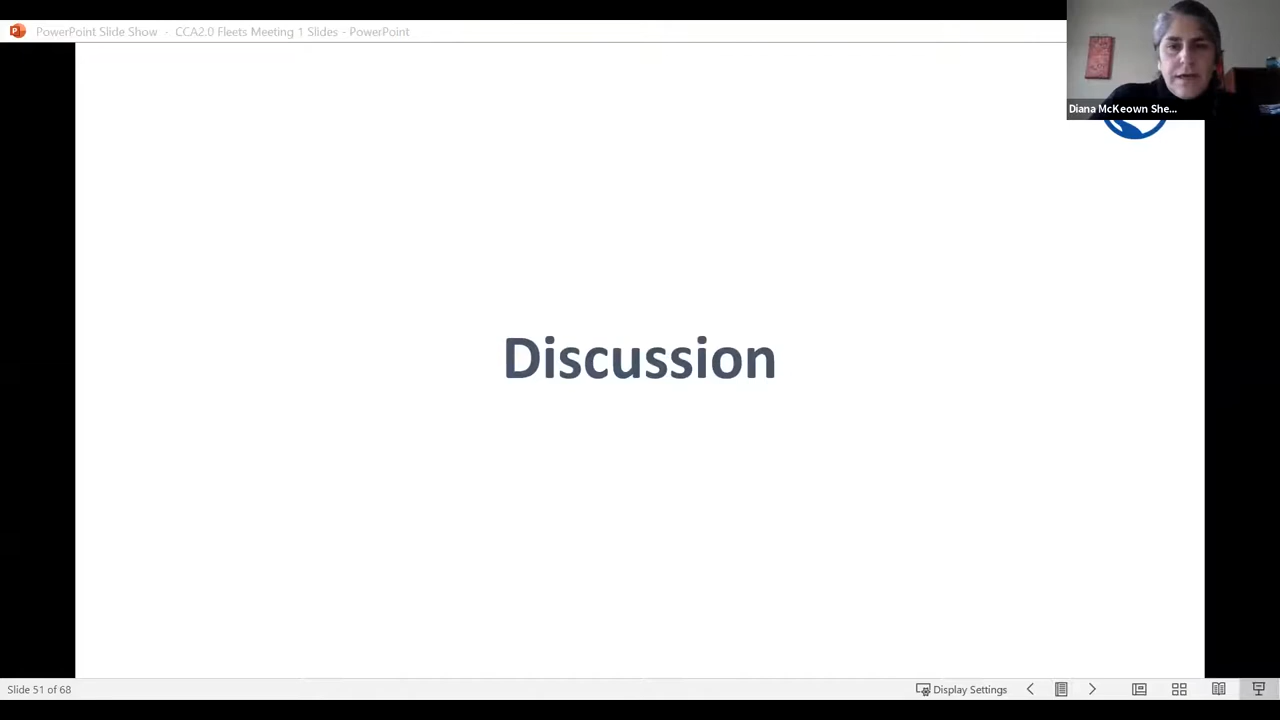 PowerPoint Slide Show - CCA2.0 Fleets Meeting 1 Slides - PowerPoint
Diana McKeown She...
Discussion
Slide 51 of 68
Display Settings